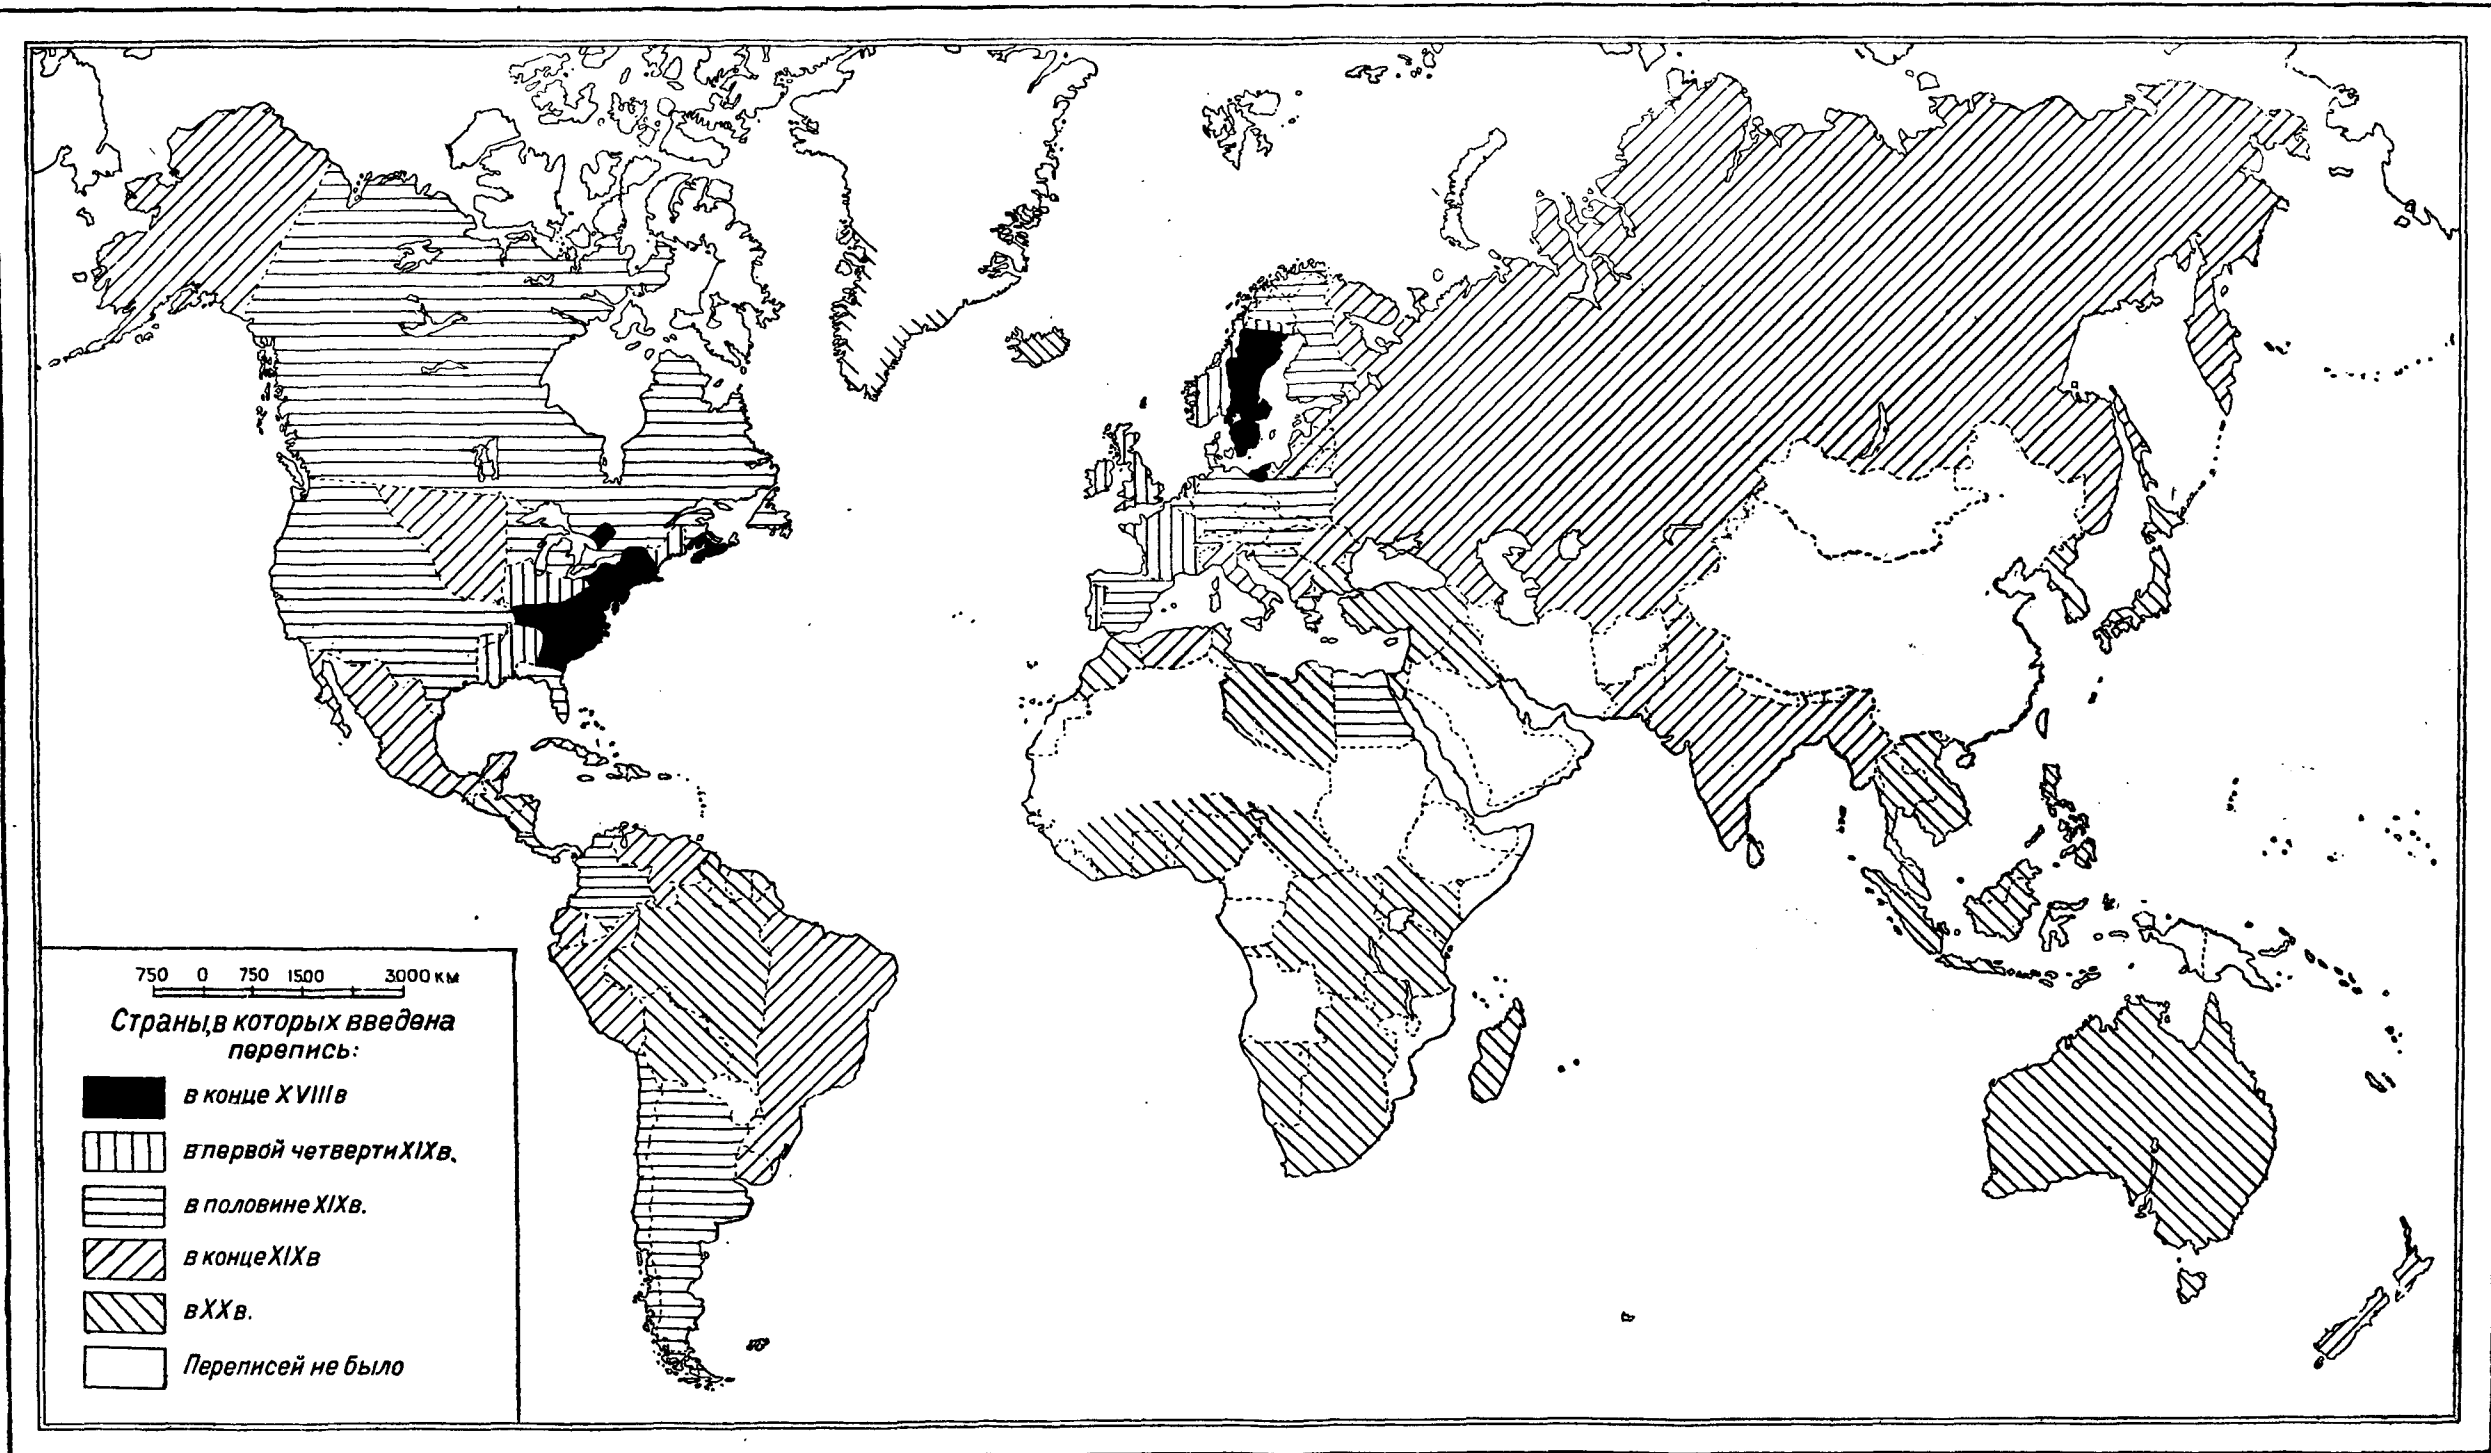 750 0 750 1500 3000 км
Страны, в которых введена
перепись:
в конце XVIII в
в первой четверти XIX в.
в половине XIX в.
в конце XIX в
в XX в.
Переписей не было